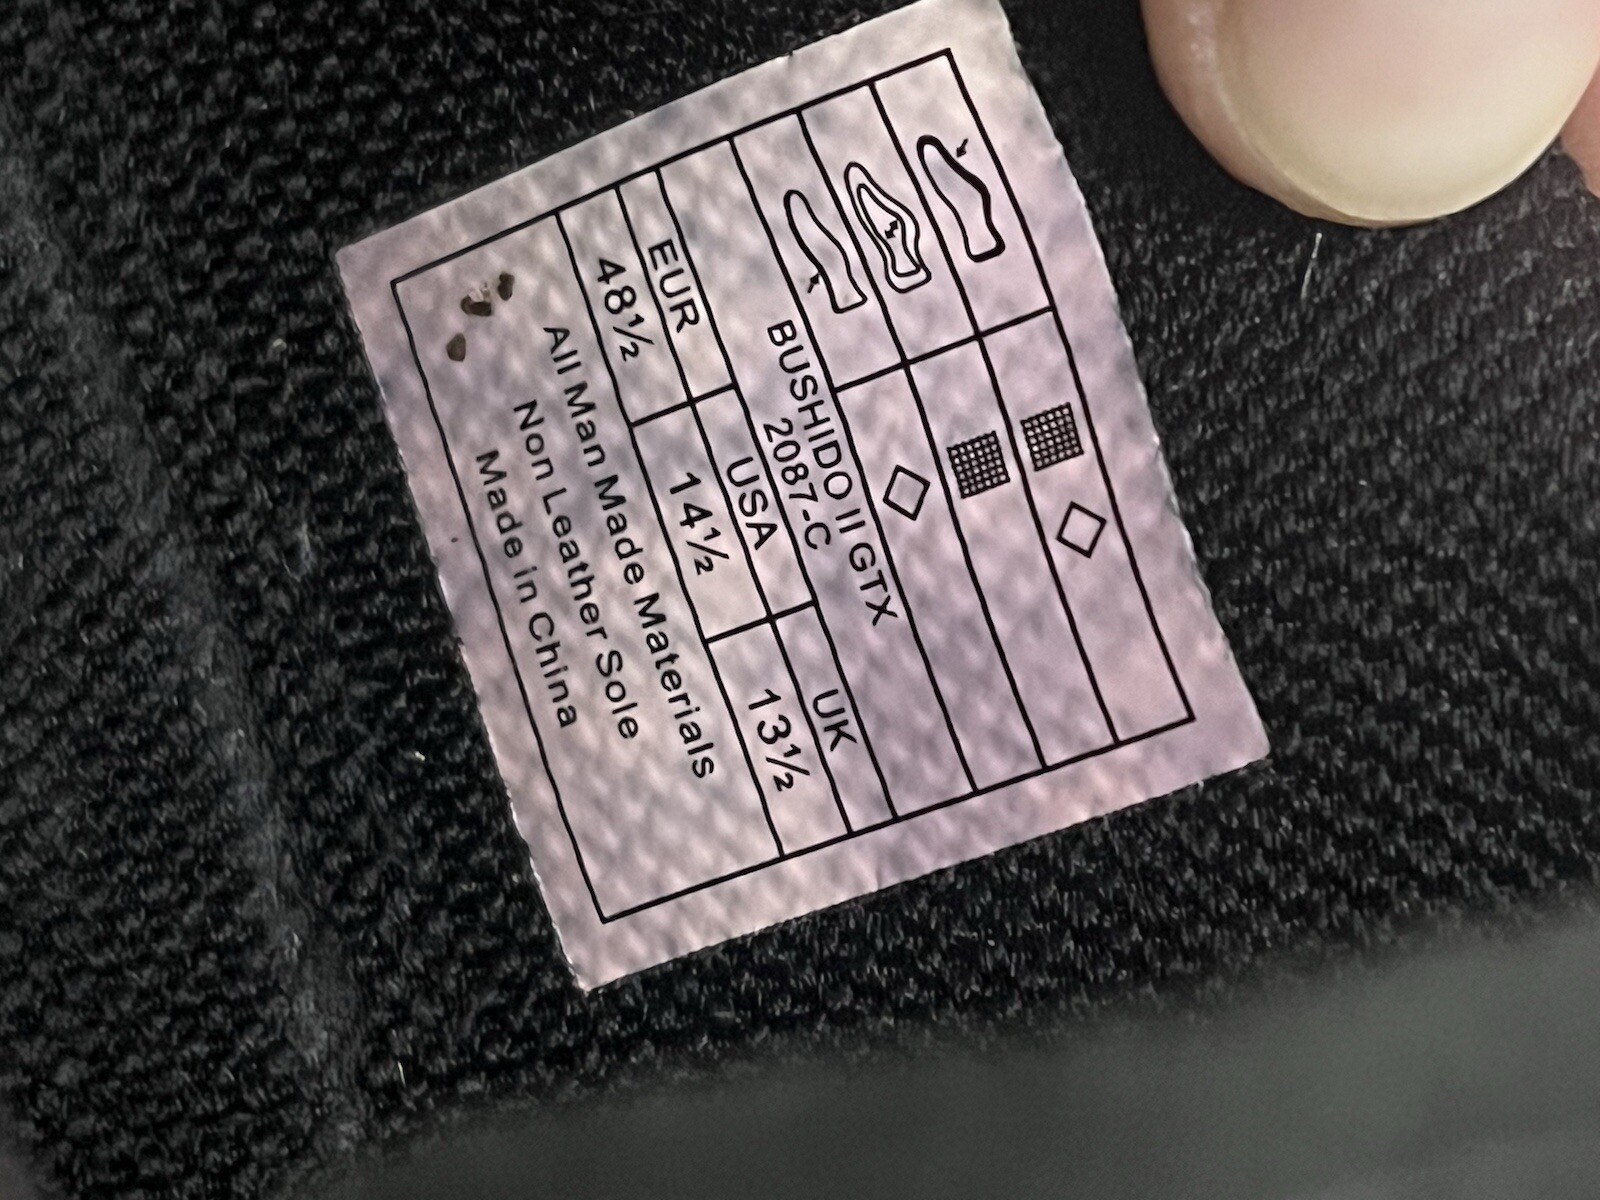 BUSHIDO II GTX
2087-C
EUR USA UK
48½ 14½ 13½
All Man Made Materials
Non Leather Sole
Made in China